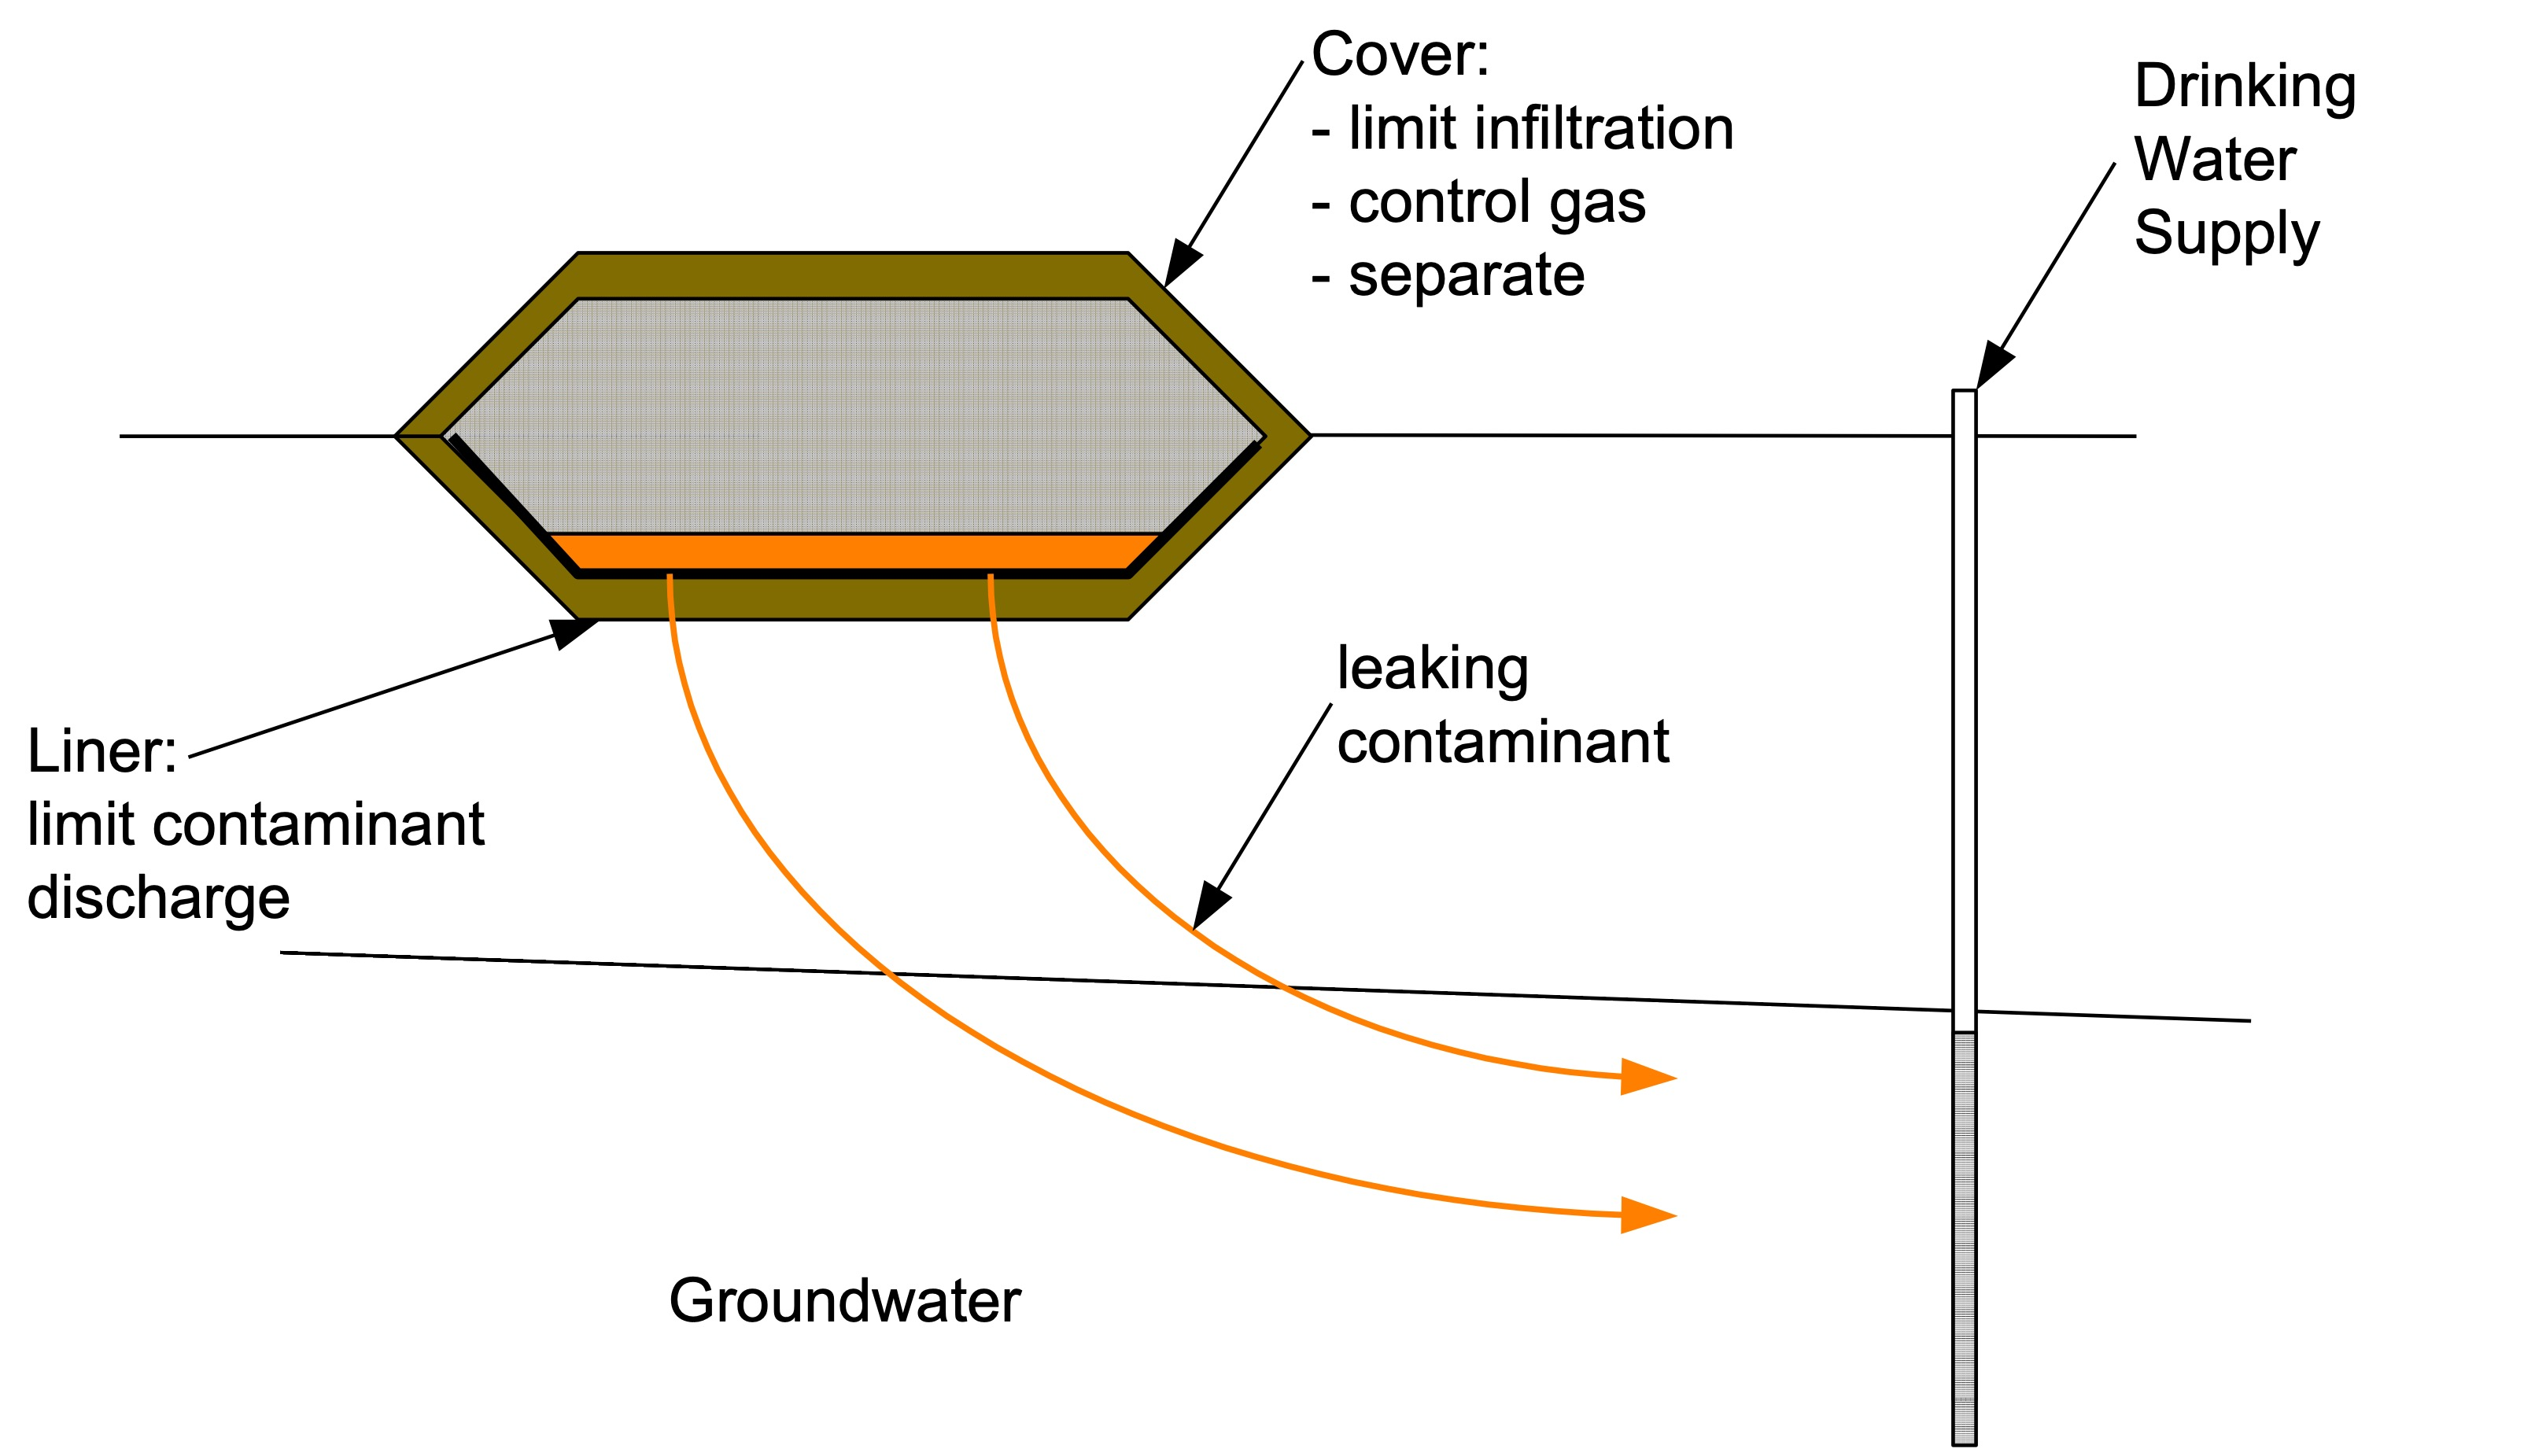 Cover:
- limit infiltration
- control gas
- separate
Drinking
Water
Supply
Liner:
limit contaminant
discharge
leaking
contaminant
Groundwater